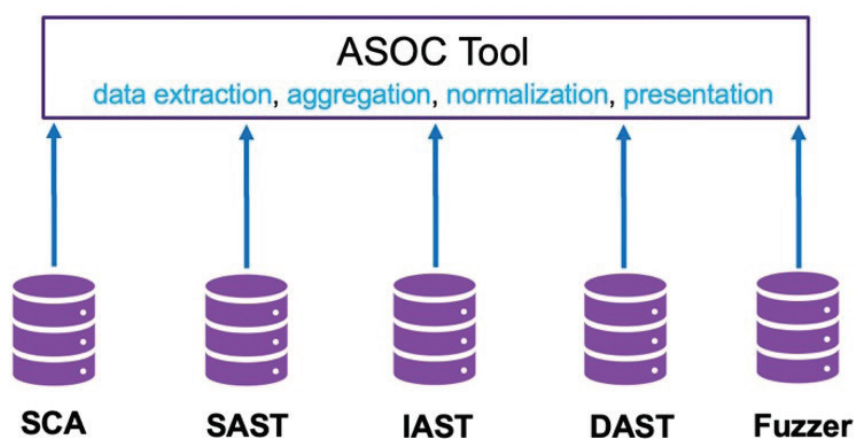 ASOC Tool
data extraction, aggregation, normalization, presentation
SCA SAST IAST DAST Fuzzer